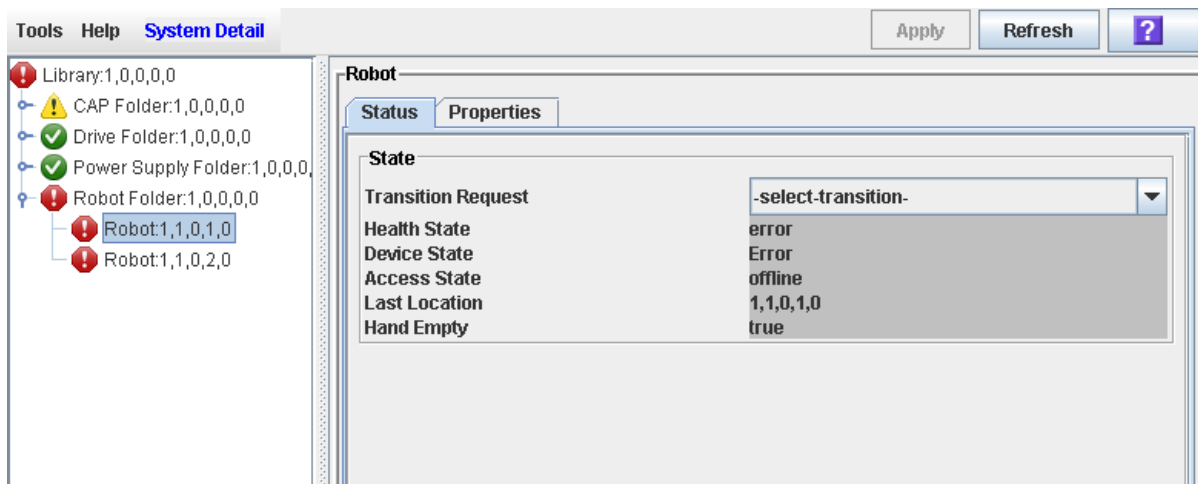 Tools Help System Detail Apply Refresh ?
Library:1,0,0,0,0
CAP Folder:1,0,0,0,0
Drive Folder:1,0,0,0,0
Power Supply Folder:1,0,0,0,
Robot Folder:1,0,0,0,0
Robot:1,1,0,1,0
Robot:1,1,0,2,0
Robot
Status Properties
State
Transition Request -select-transition-
Health State error
Device State Error
Access State offline
Last Location 1,1,0,1,0
Hand Empty true